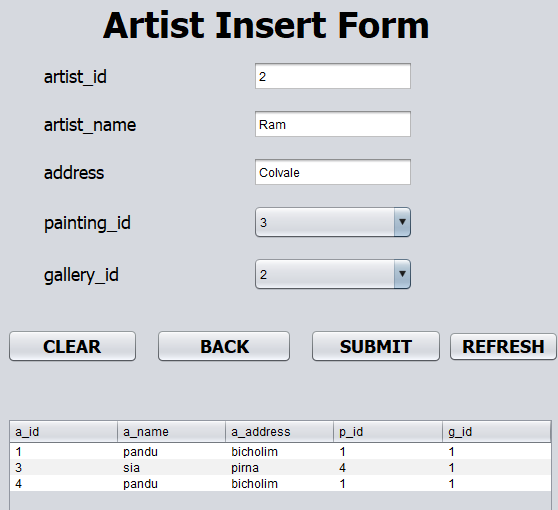 Artist Insert Form
artist_id 2
artist_name Ram
address Colvale
painting_id 3
gallery_id 2
CLEAR BACK SUBMIT REFRESH
a_id a_name a_address p_id g_id
1 pandu bicholim 1 1
3 sia pirna 4 1
4 pandu bicholim 1 1